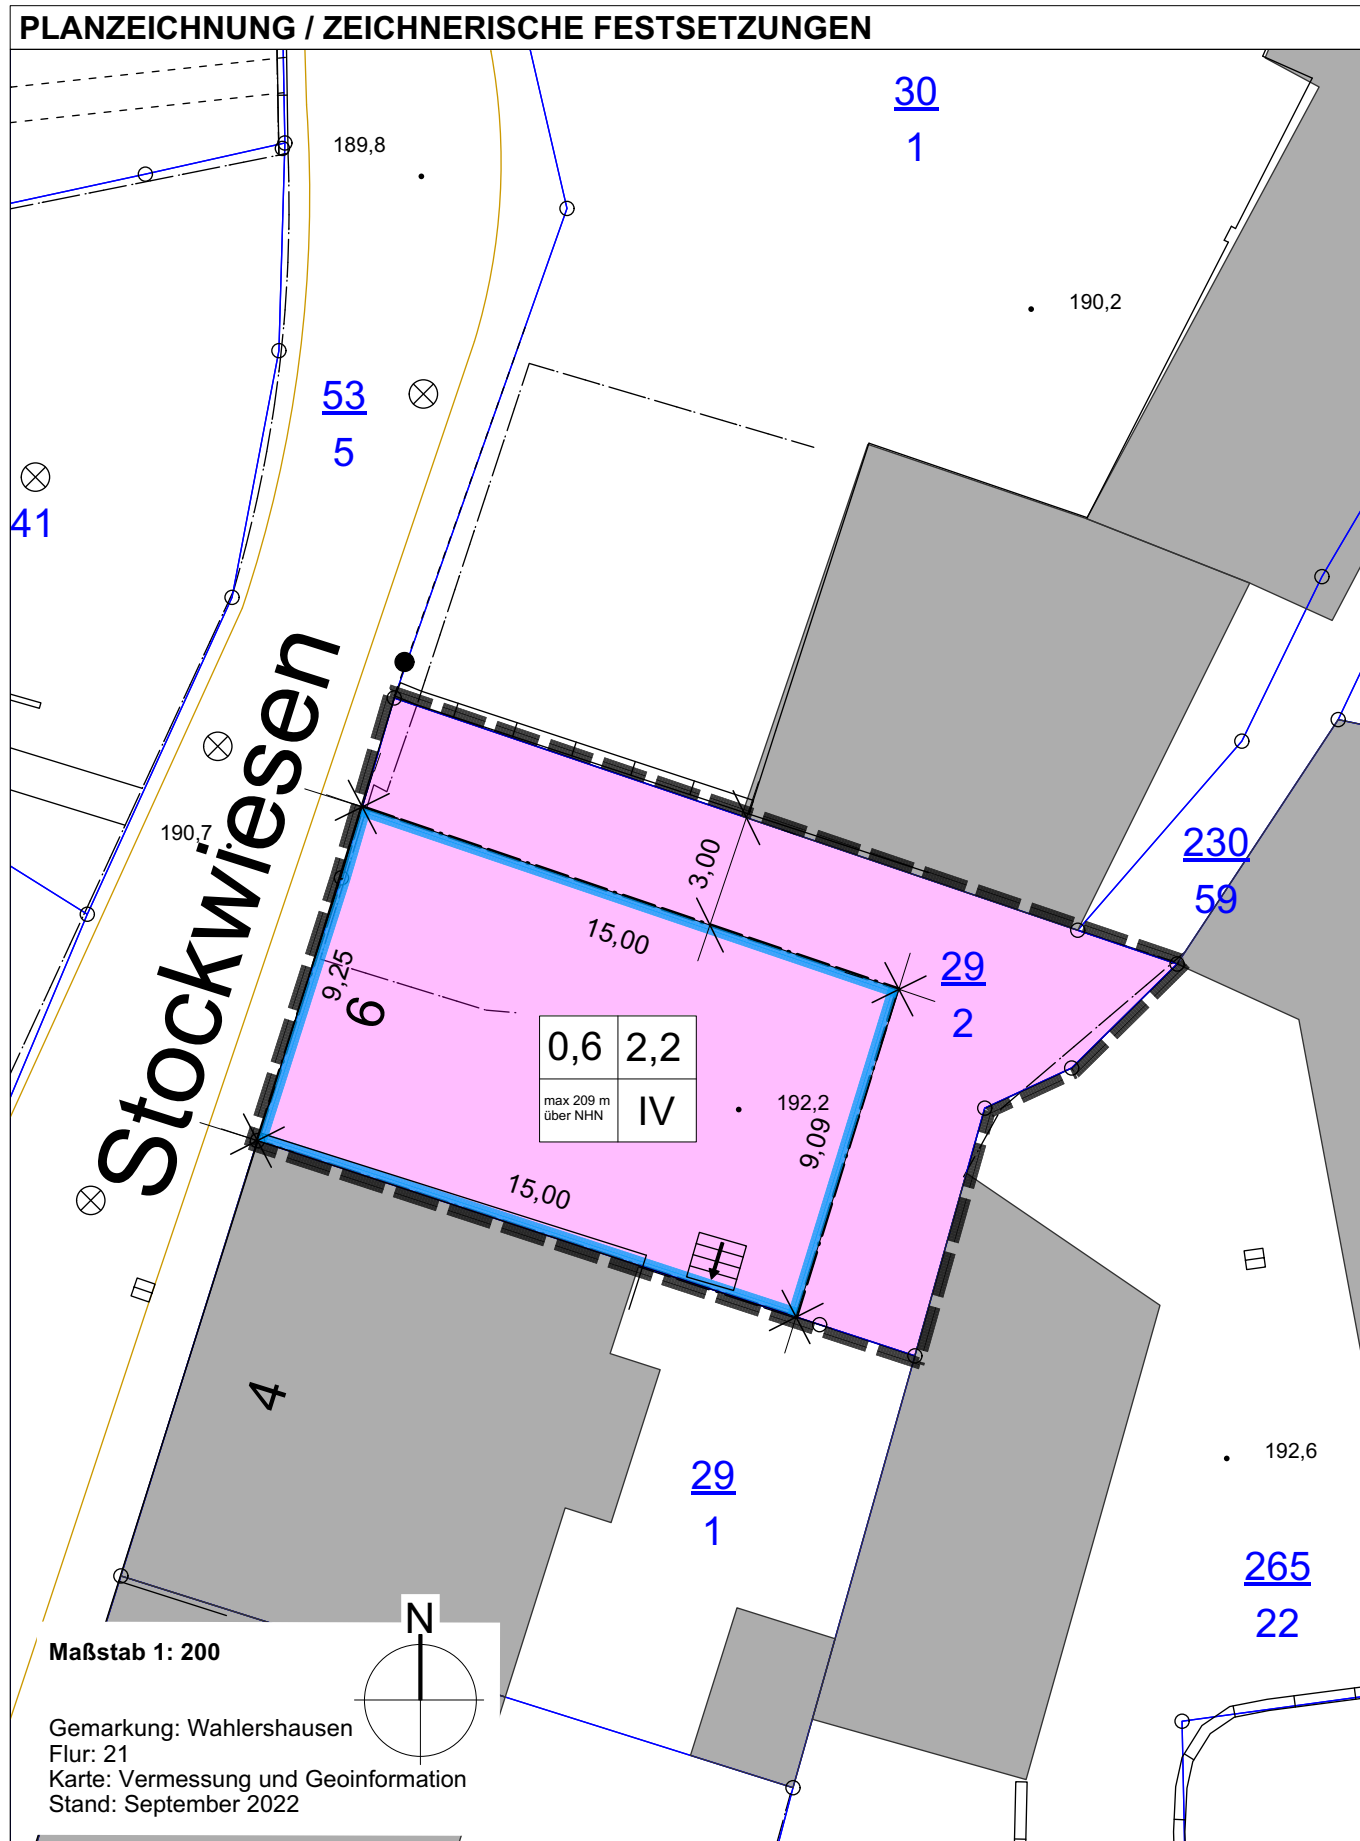 PLANZEICHNUNG / ZEICHNERISCHE FESTSETZUNGEN
30
1
189,8
190,2
53
5
41
Stockwiesen
190,7
3,00
230
59
15,00
9,25
6
29
2
0,6 2,2
max 209 m
über NHN
IV
192,2
9,09
15,00
4
29
1
192,6
265
22
N
Maßstab 1: 200
Gemarkung: Wahlershausen
Flur: 21
Karte: Vermessung und Geoinformation
Stand: September 2022